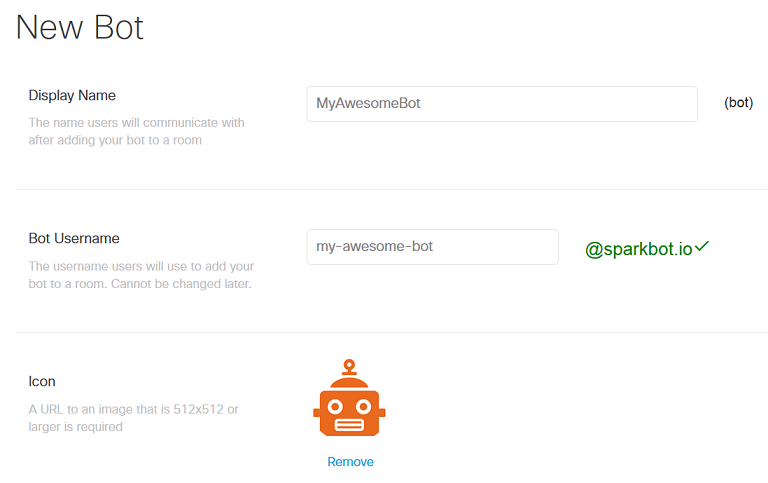 New Bot
Display Name
MyAwesomeBot
(bot)
The name users will communicate with
after adding your bot to a room
Bot Username
my-awesome-bot
@sparkbot.io
The username users will use to add your
bot to a room. Cannot be changed later.
Icon
A URL to an image that is 512x512 or
larger is required
Remove